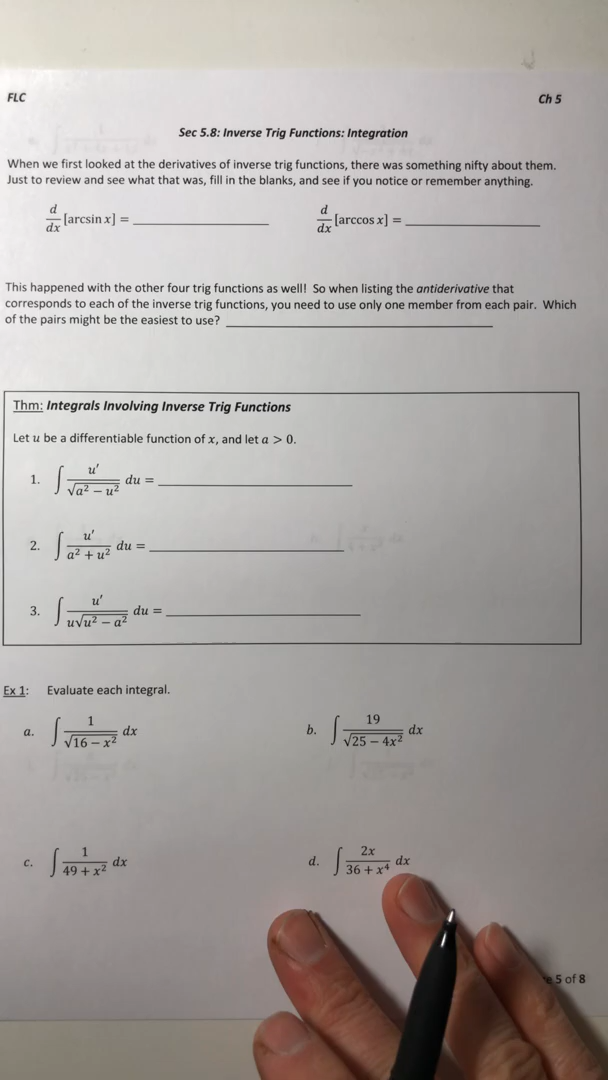 FLC Ch 5
Sec 5.8: Inverse Trig Functions: Integration
When we first looked at the derivatives of inverse trig functions, there was something nifty about them.
Just to review and see what that was, fill in the blanks, and see if you notice or remember anything.
d/dx [arcsin x] = ____________ d/dx [arccos x] = ____________
This happened with the other four trig functions as well! So when listing the antiderivative that
corresponds to each of the inverse trig functions, you need to use only one member from each pair. Which
of the pairs might be the easiest to use? ____________
Thm: Integrals Involving Inverse Trig Functions
Let u be a differentiable function of x, and let a > 0.
1. ∫ u′/√(a² − u²) du = ____________
2. ∫ u′/(a² + u²) du = ____________
3. ∫ u′/(u√(u² − a²)) du = ____________
Ex 1: Evaluate each integral.
a. ∫ 1/√(16 − x²) dx b. ∫ 19/√(25 − 4x²) dx
c. ∫ 1/(49 + x²) dx d. ∫ 2x/(36 + x⁴) dx
5 of 8